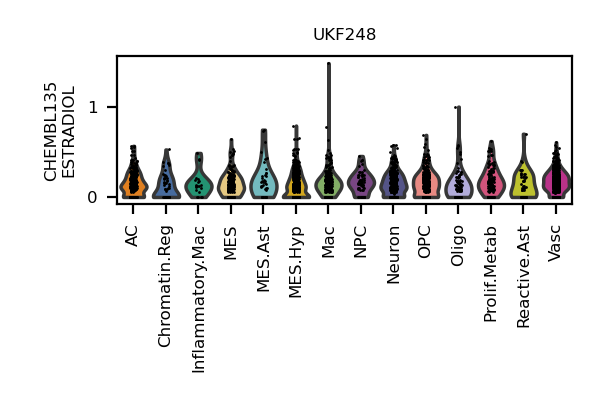 UKF248
CHEMBL135
ESTRADIOL
1
0
AC
Chromatin.Reg
Inflammatory.Mac
MES
MES.Ast
MES.Hyp
Mac
NPC
Neuron
OPC
Oligo
Prolif.Metab
Reactive.Ast
Vasc